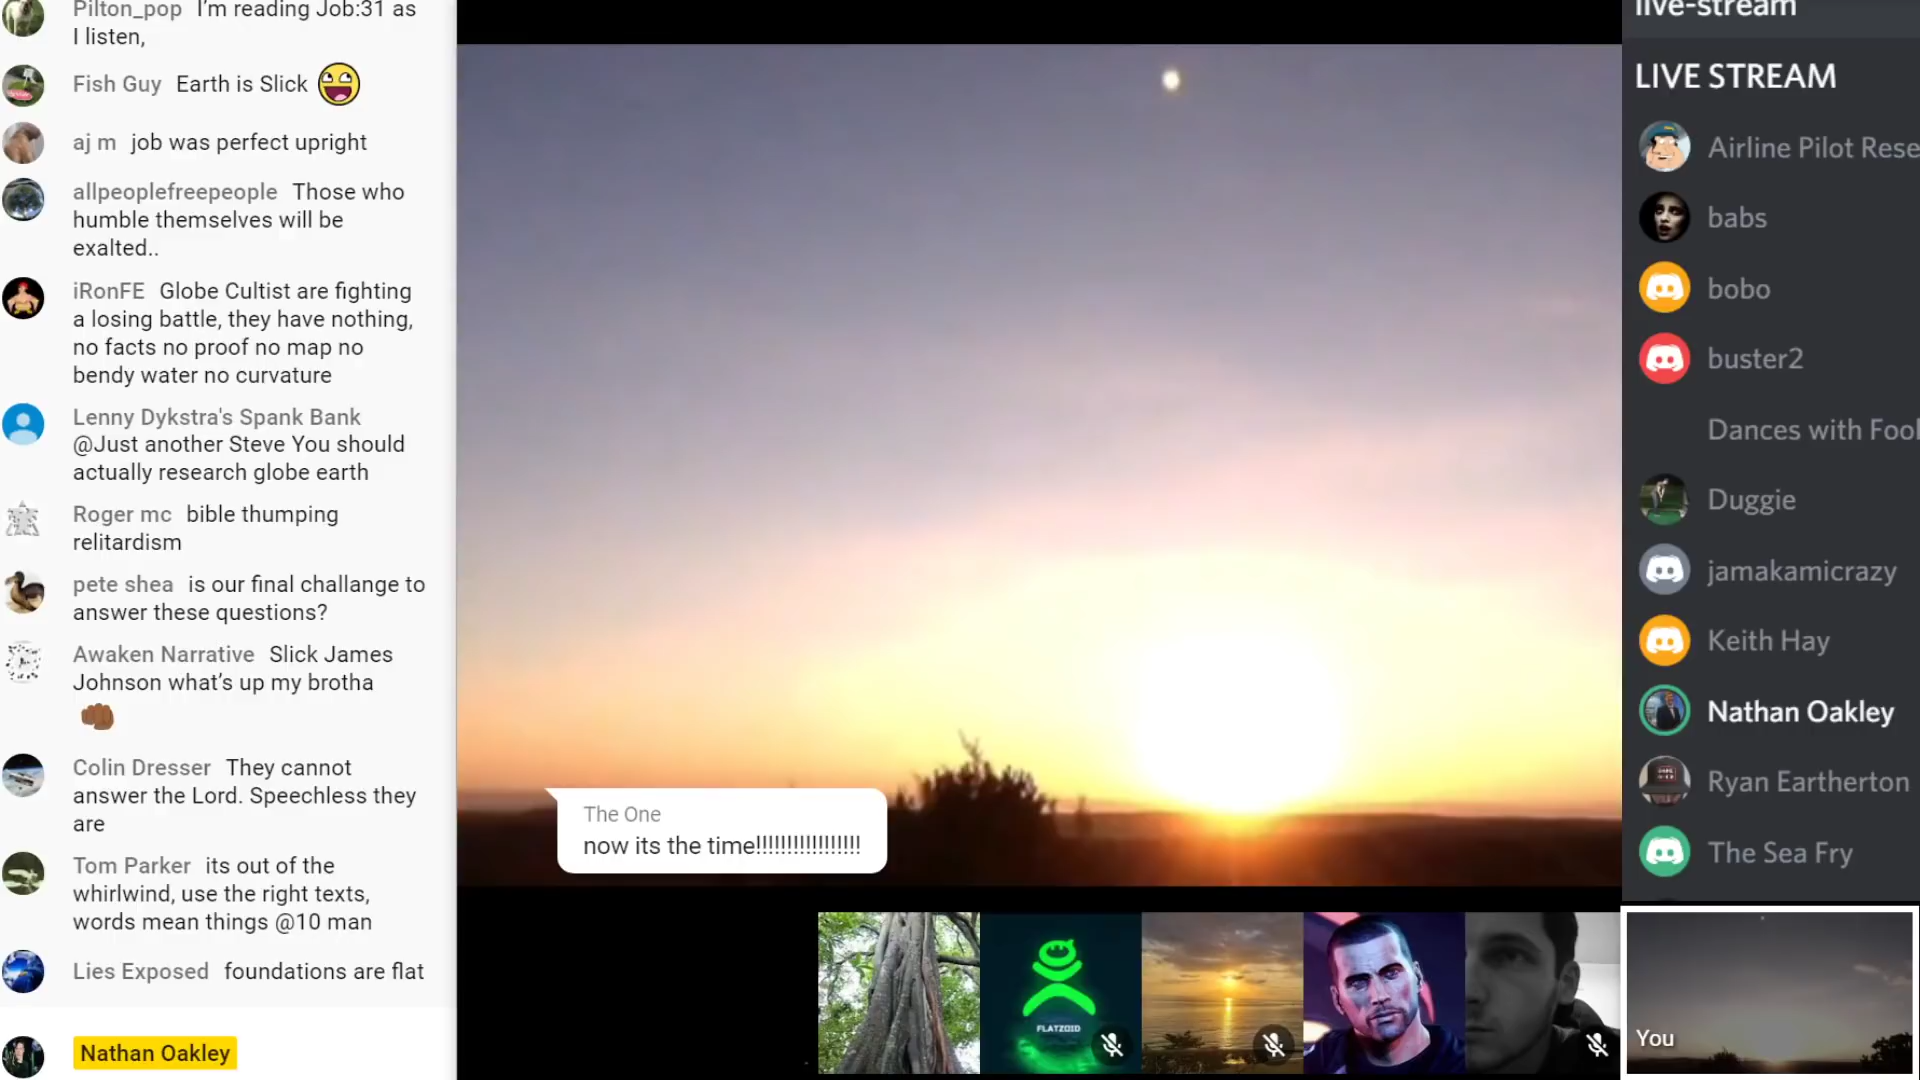 Pilton_pop I'm reading Job:31 as
I listen,
Fish Guy Earth is Slick
aj m job was perfect upright
allpeoplefreepeople Those who
humble themselves will be
exalted..
iRonFE Globe Cultist are fighting
a losing battle, they have nothing,
no facts no proof no map no
bendy water no curvature
Lenny Dykstra's Spank Bank
@Just another Steve You should
actually research globe earth
Roger mc bible thumping
relitardism
pete shea is our final challange to
answer these questions?
Awaken Narrative Slick James
Johnson what's up my brotha
Colin Dresser They cannot
answer the Lord. Speechless they
are
Tom Parker its out of the
whirlwind, use the right texts,
words mean things @10 man
Lies Exposed foundations are flat
Nathan Oakley
The One
now its the time!!!!!!!!!!!!!!!!!
FLATZOID
live-stream
LIVE STREAM
Airline Pilot Rese
babs
bobo
buster2
Dances with Fool
Duggie
jamakamicrazy
Keith Hay
Nathan Oakley
Ryan Eartherton
The Sea Fry
You